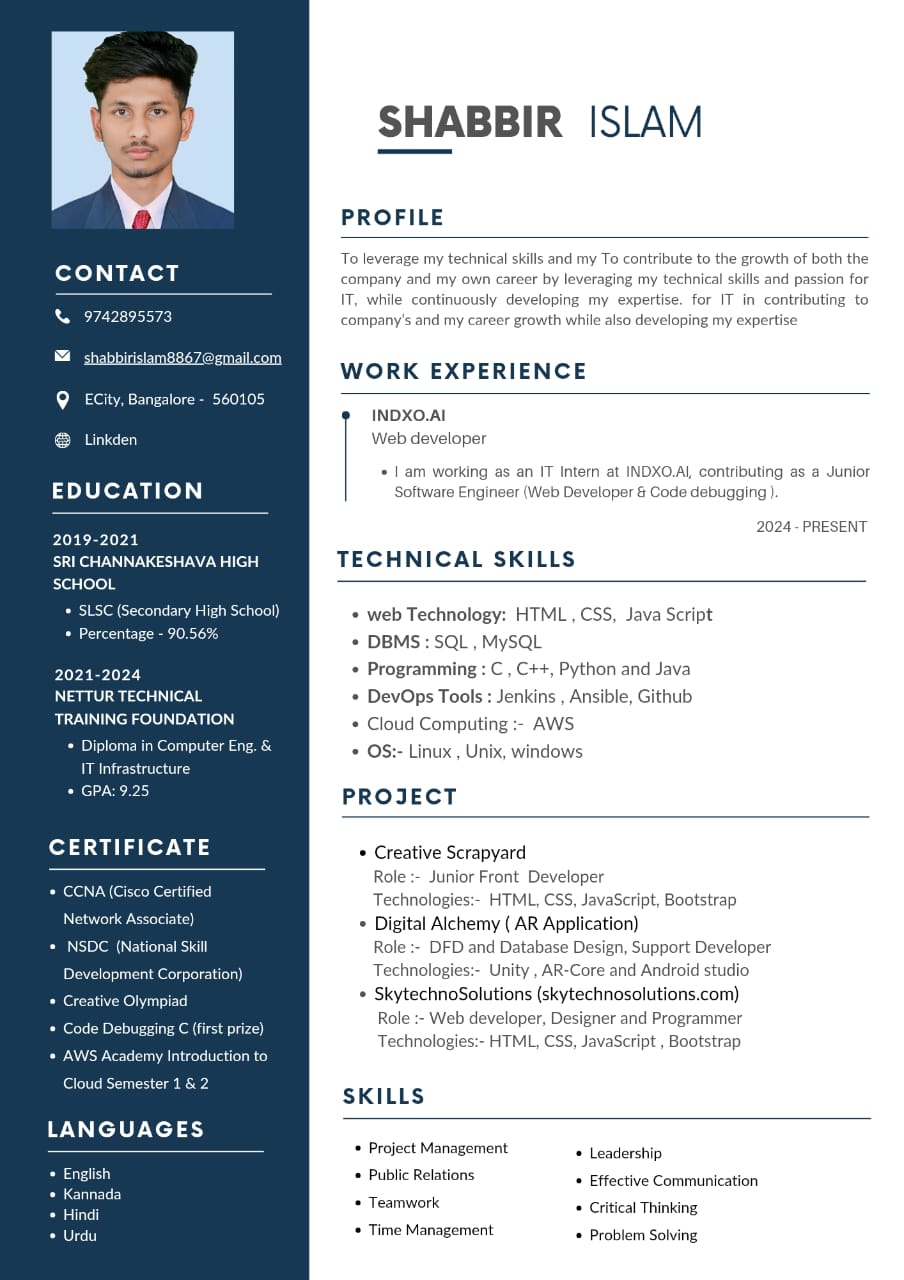 SHABBIR ISLAM
CONTACT
9742895573
shabbirislam8867@gmail.com
ECity, Bangalore - 560105
Linkden
EDUCATION
2019-2021
SRI CHANNAKESHAVA HIGH
SCHOOL
• SLSC (Secondary High School)
• Percentage - 90.56%
2021-2024
NETTUR TECHNICAL
TRAINING FOUNDATION
• Diploma in Computer Eng. &
IT Infrastructure
• GPA: 9.25
CERTIFICATE
• CCNA (Cisco Certified
Network Associate)
• NSDC (National Skill
Development Corporation)
• Creative Olympiad
• Code Debugging C (first prize)
• AWS Academy Introduction to
Cloud Semester 1 & 2
LANGUAGES
• English
• Kannada
• Hindi
• Urdu
PROFILE
To leverage my technical skills and my To contribute to the growth of both the
company and my own career by leveraging my technical skills and passion for
IT, while continuously developing my expertise. for IT in contributing to
company's and my career growth while also developing my expertise
WORK EXPERIENCE
INDXO.AI
Web developer
• I am working as an IT Intern at INDXO.AI, contributing as a Junior
Software Engineer (Web Developer & Code debugging ).
2024 - PRESENT
TECHNICAL SKILLS
• web Technology: HTML , CSS, Java Script
• DBMS : SQL , MySQL
• Programming : C , C++, Python and Java
• DevOps Tools : Jenkins , Ansible, Github
• Cloud Computing :- AWS
• OS:- Linux , Unix, windows
PROJECT
• Creative Scrapyard
Role :- Junior Front Developer
Technologies:- HTML, CSS, JavaScript, Bootstrap
• Digital Alchemy ( AR Application)
Role :- DFD and Database Design, Support Developer
Technologies:- Unity , AR-Core and Android studio
• SkytechnoSolutions (skytechnosolutions.com)
Role :- Web developer, Designer and Programmer
Technologies:- HTML, CSS, JavaScript , Bootstrap
SKILLS
• Project Management
• Public Relations
• Teamwork
• Time Management
• Leadership
• Effective Communication
• Critical Thinking
• Problem Solving